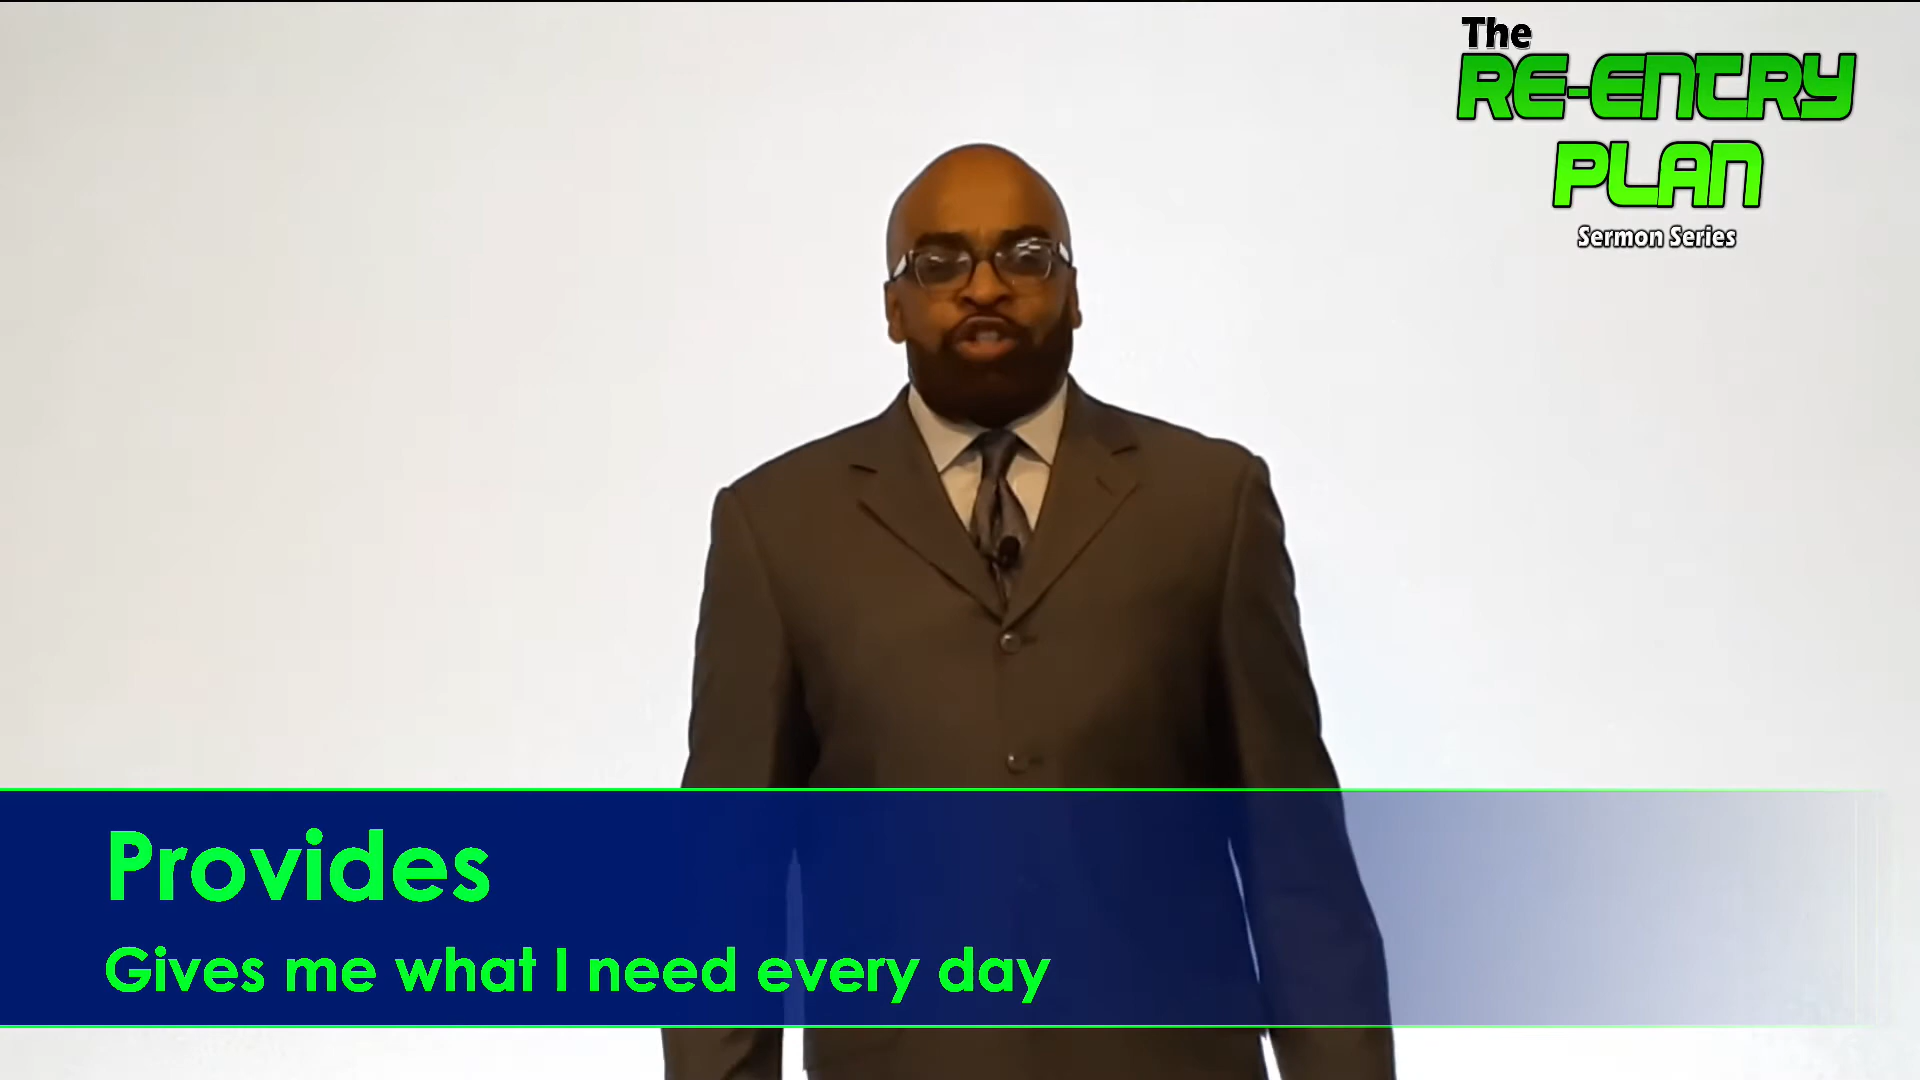 The
RE-ENTRY
PLAN
Sermon Series
Provides
Gives me what I need every day